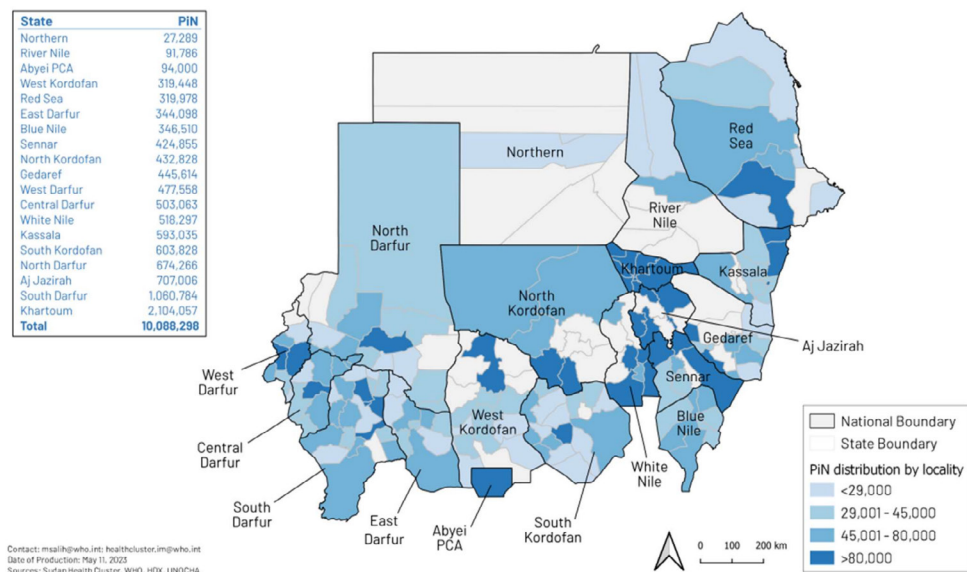 State PiN
Northern 27,289
River Nile 91,786
Abyei PCA 94,000
West Kordofan 319,448
Red Sea 319,978
East Darfur 344,098
Blue Nile 346,510
Sennar 424,855
North Kordofan 432,828
Gedaref 445,614
West Darfur 477,558
Central Darfur 503,063
White Nile 518,297
Kassala 593,035
South Kordofan 603,828
North Darfur 674,266
Aj Jazirah 707,006
South Darfur 1,060,784
Khartoum 2,104,057
Total 10,088,298
Red
Sea
Northern
River
Nile
North
Darfur
Khartoum
Kassala
North
Kordofan
Aj Jazirah
Gedaref
West
Darfur
Sennar
West
Kordofan
Blue
Nile
Central
Darfur
White
Nile
South
Darfur
East
Darfur
Abyei
PCA
South
Kordofan
National Boundary
State Boundary
PiN distribution by locality
<29,000
29,001 - 45,000
45,001 - 80,000
>80,000
0 100 200 km
Contact: msalih@who.int; healthcluster.im@who.int
Date of Production: May 11, 2023
Sources: Sudan Health Cluster, WHO, HDX, UNOCHA